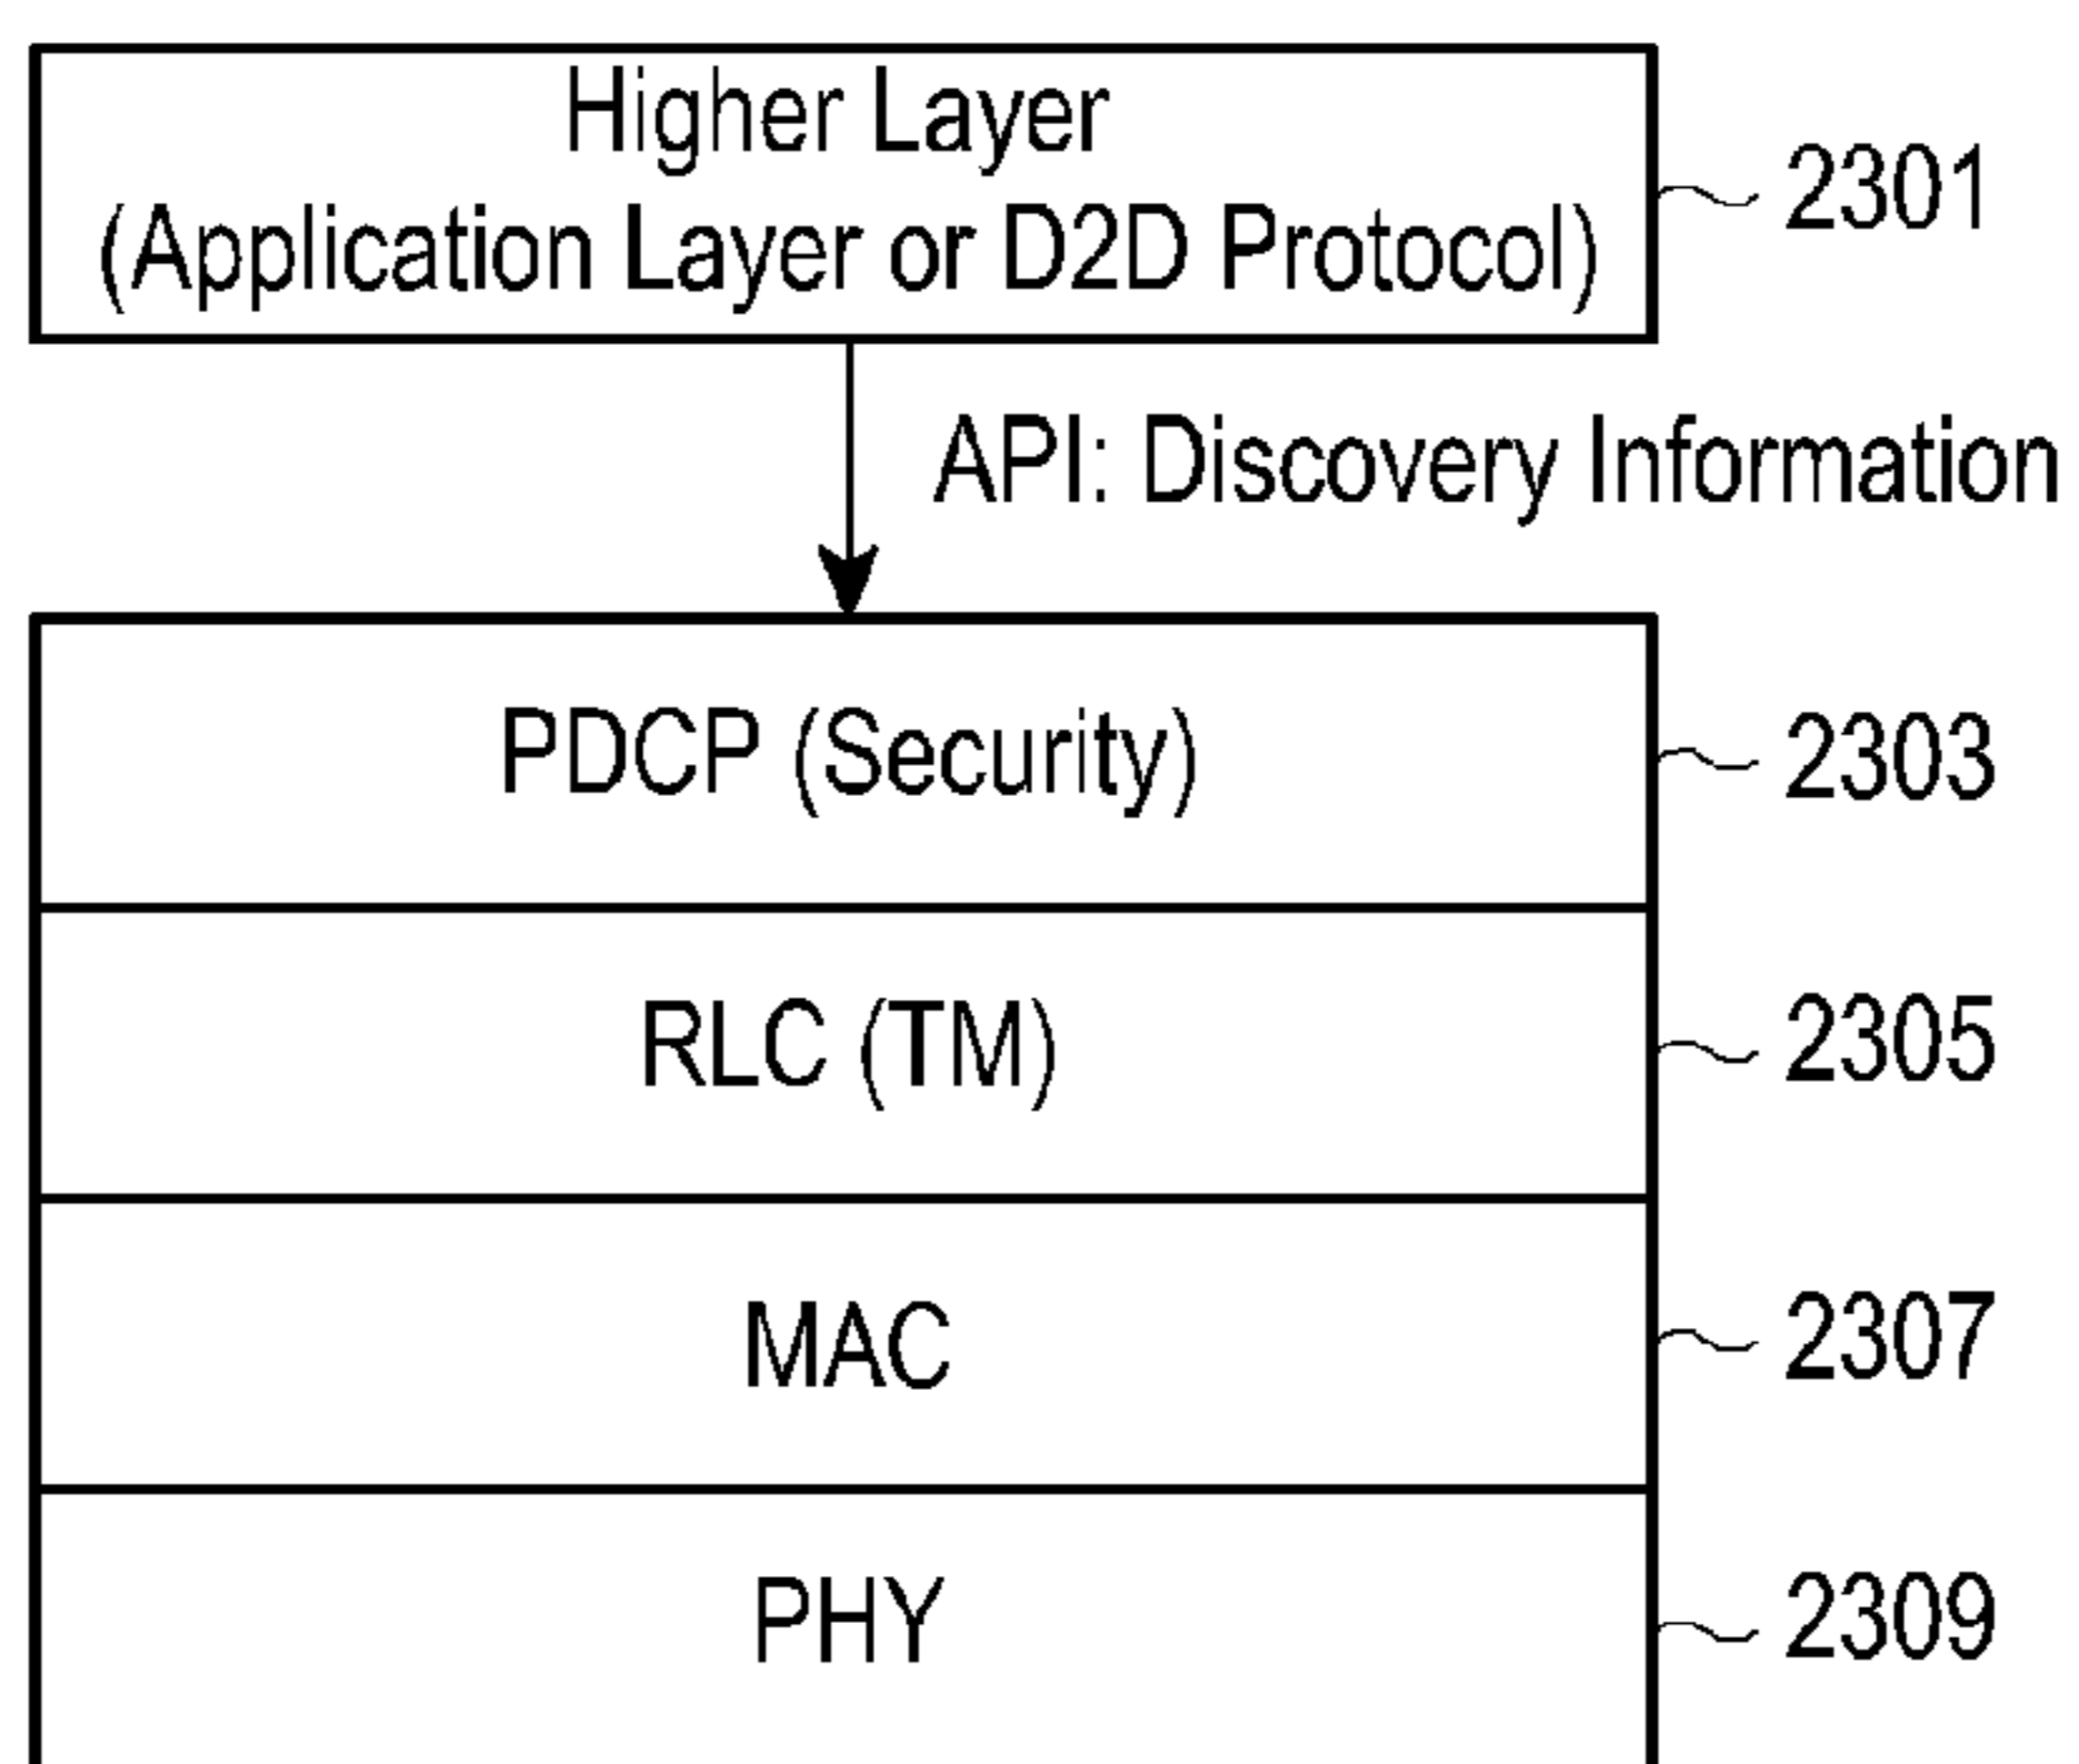 Higher Layer
(Application Layer or D2D Protocol)
2301
API: Discovery Information
PDCP (Security)
2303
RLC (TM)
2305
MAC
2307
PHY
2309